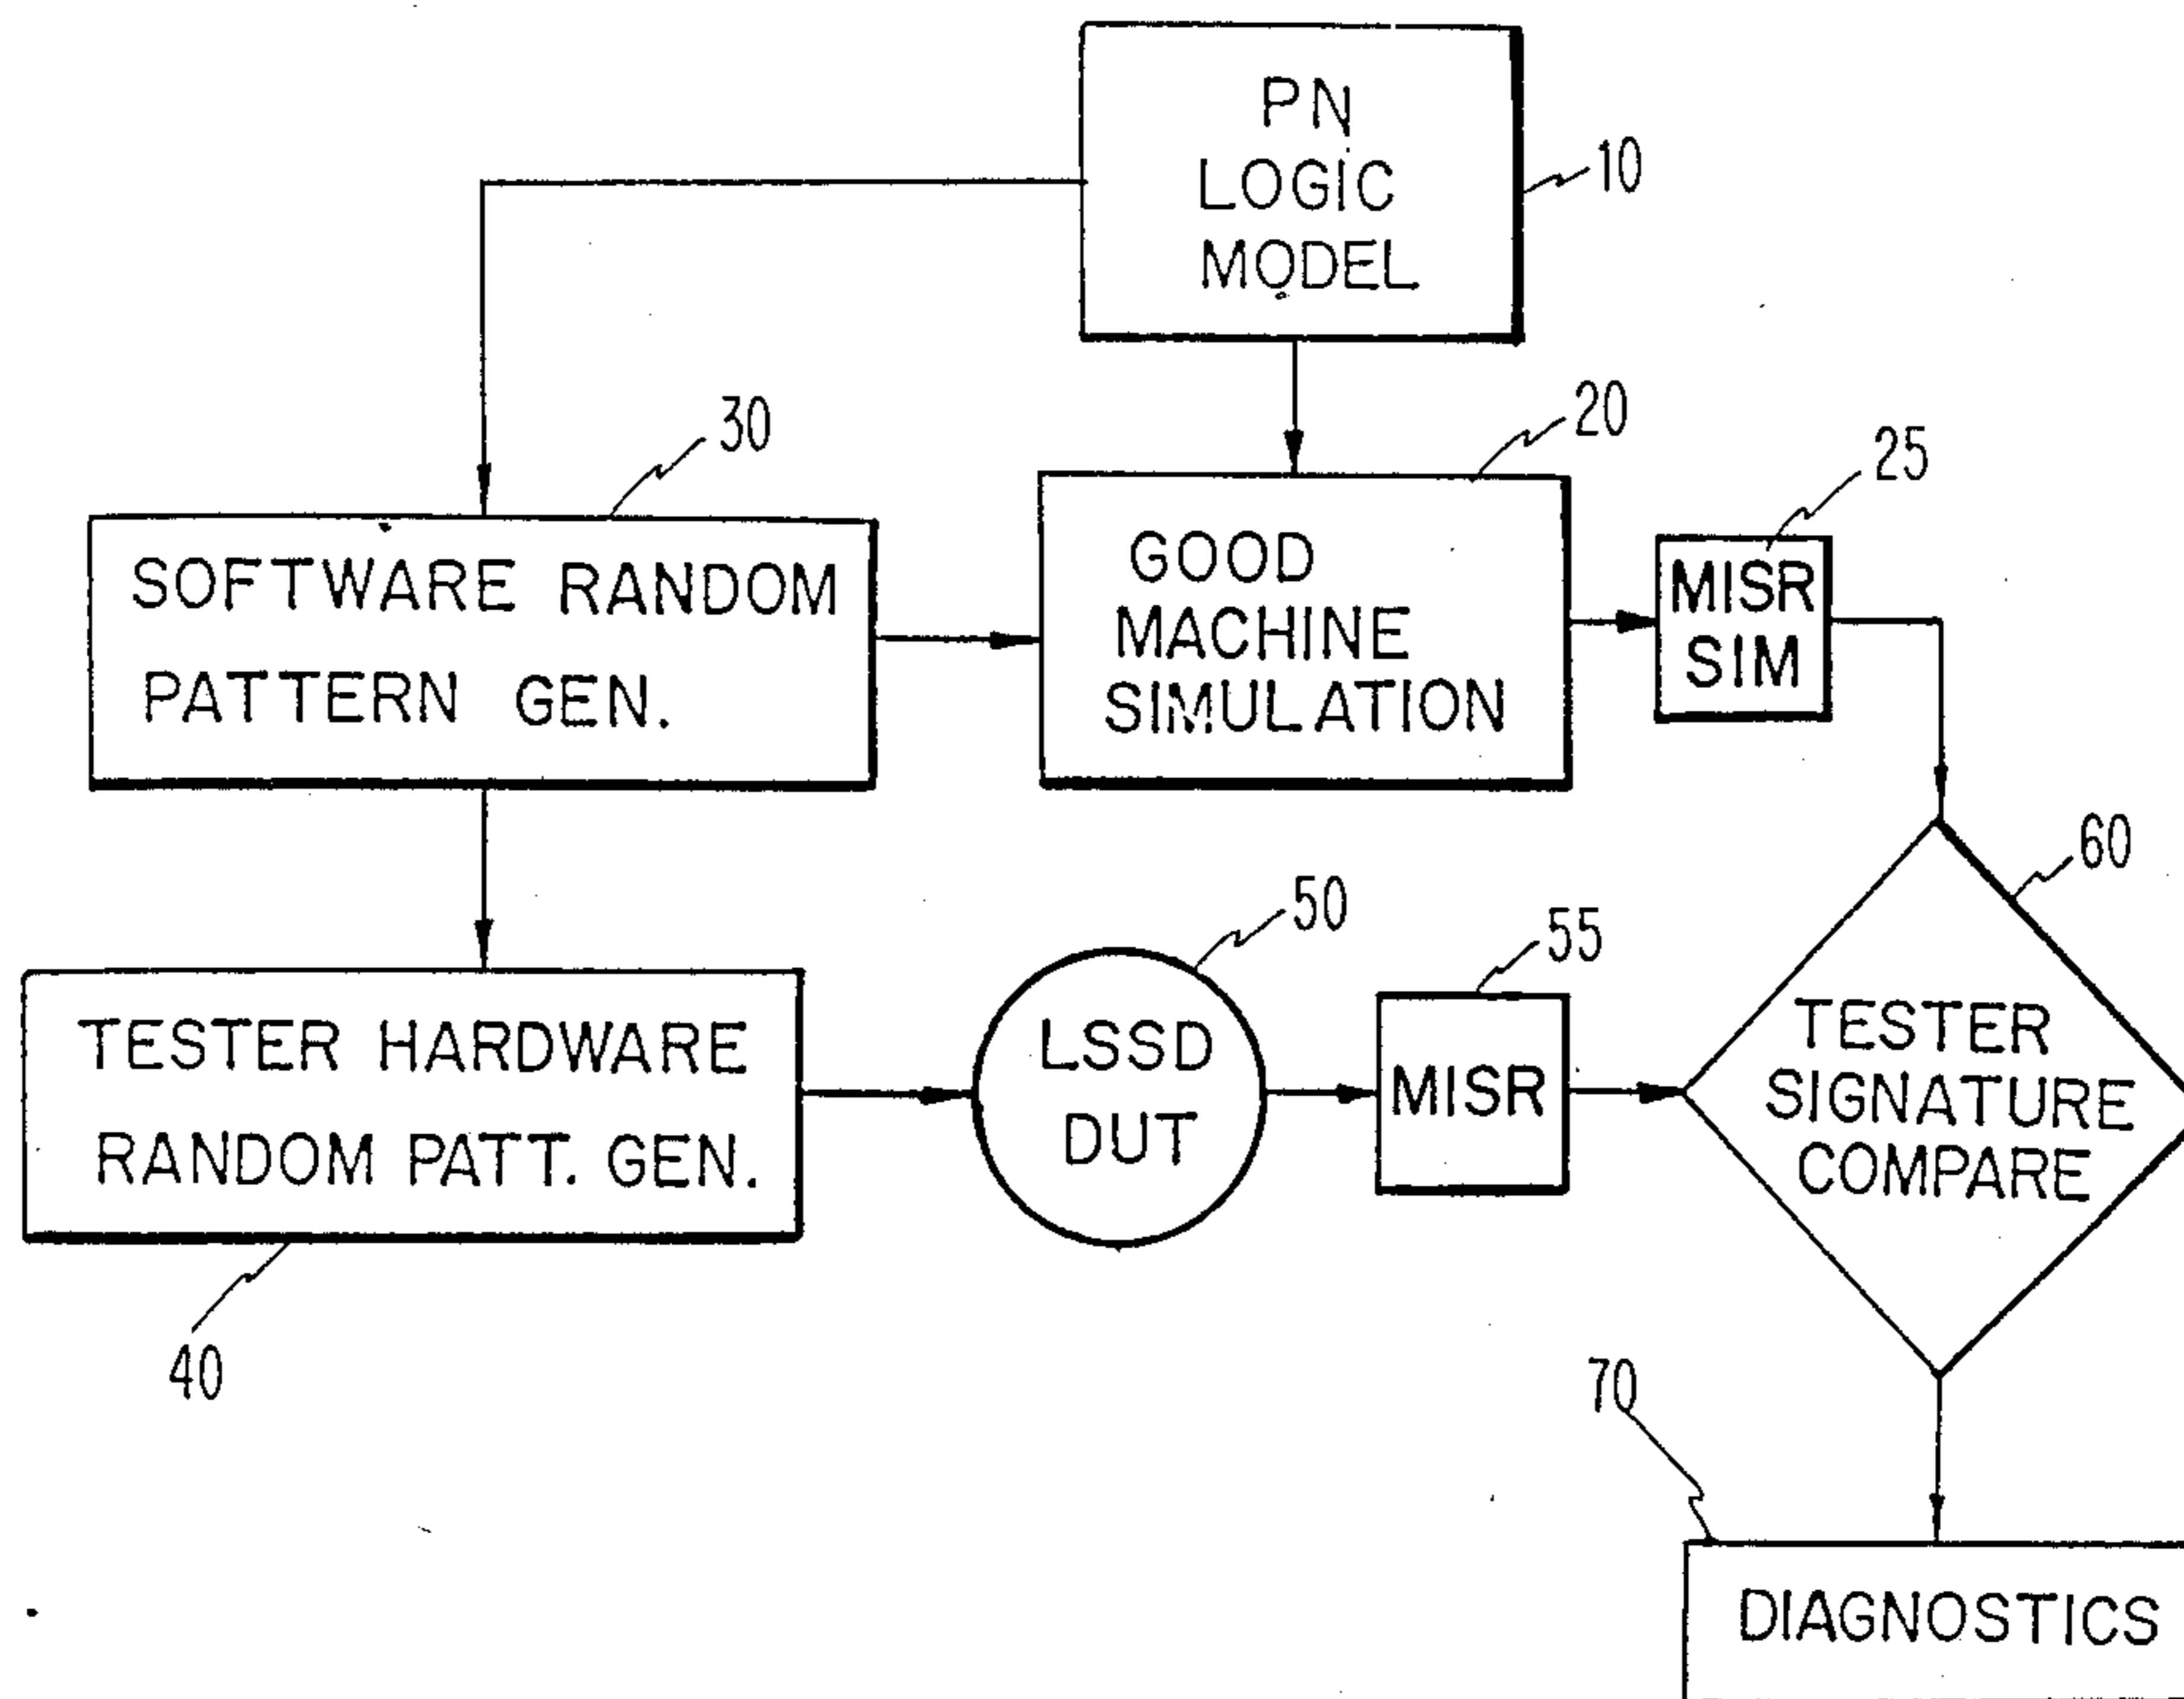 PN
LOGIC
MODEL
10
30
SOFTWARE RANDOM
PATTERN GEN.
20
GOOD
MACHINE
SIMULATION
25
MISR
SIM
40
TESTER HARDWARE
RANDOM PATT. GEN.
50
LSSD
DUT
55
MISR
60
TESTER
SIGNATURE
COMPARE
70
DIAGNOSTICS